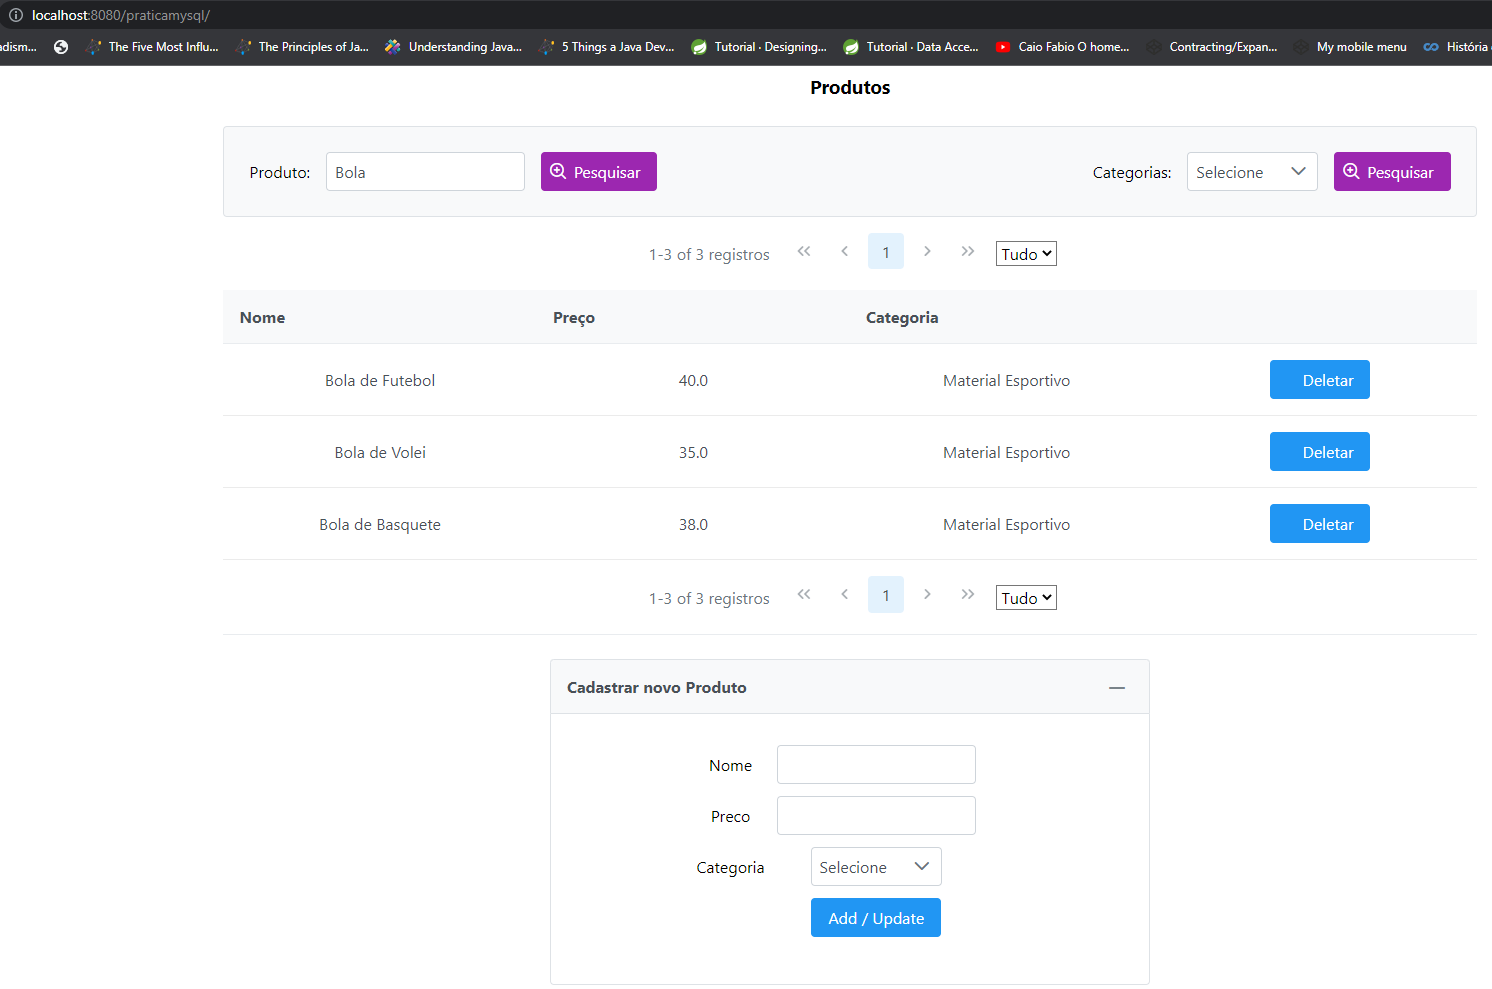 localhost:8080/praticamysql/
adism... The Five Most Influ... The Principles of Ja... Understanding Java... 5 Things a Java Dev... Tutorial · Designing... Tutorial · Data Acce... Caio Fabio O home... Contracting/Expan... My mobile menu História
Produtos
Produto: Bola Pesquisar Categorias: Selecione Pesquisar
1-3 of 3 registros 1 Tudo
Nome Preço Categoria
Bola de Futebol 40.0 Material Esportivo Deletar
Bola de Volei 35.0 Material Esportivo Deletar
Bola de Basquete 38.0 Material Esportivo Deletar
1-3 of 3 registros 1 Tudo
Cadastrar novo Produto
Nome
Preco
Categoria Selecione
Add / Update